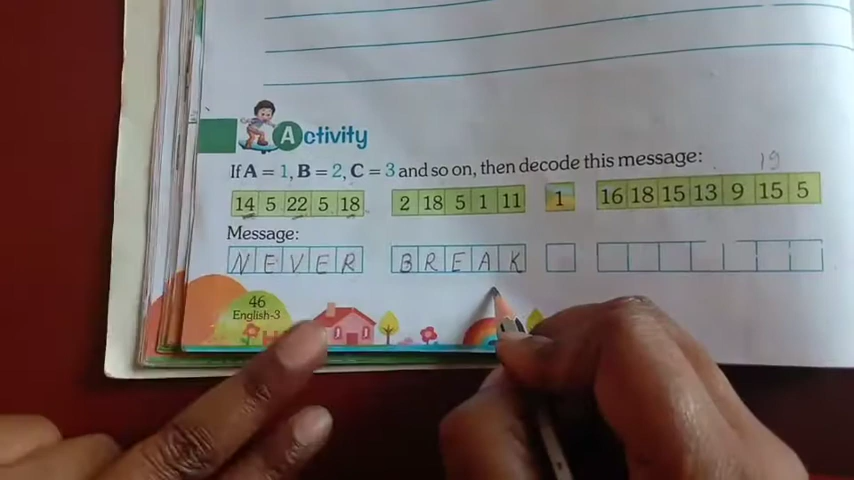 Activity
If A = 1, B = 2, C = 3 and so on, then decode this message:
19
14 5 22 5 18 2 18 5 1 11 1 16 18 15 13 9 15 5
Message:
NEVER BREAK
46
English-3